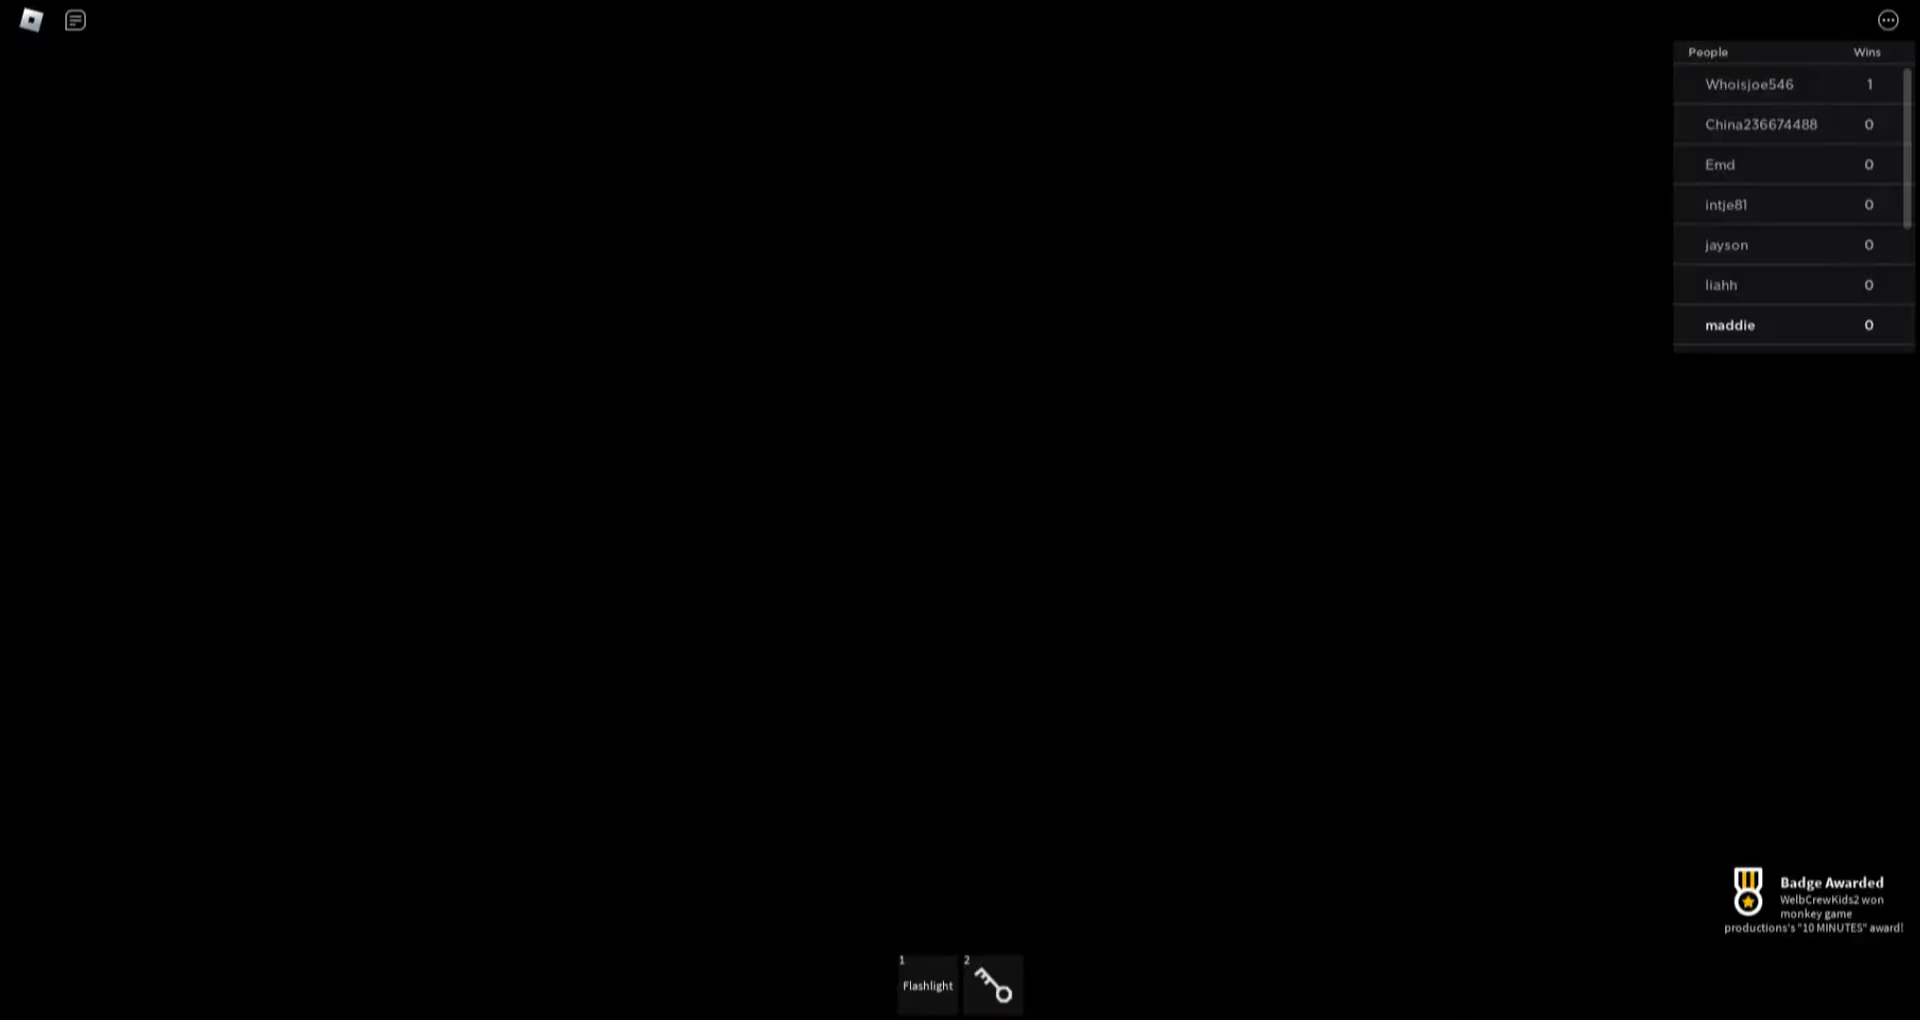 People Wins
Whoisjoe546 1
China236674488 0
Emd 0
intje81 0
jayson 0
liahh 0
maddie 0
Badge Awarded
WelbCrewKids2 won
monkey game
productions's "10 MINUTES" award!
1 2
Flashlight